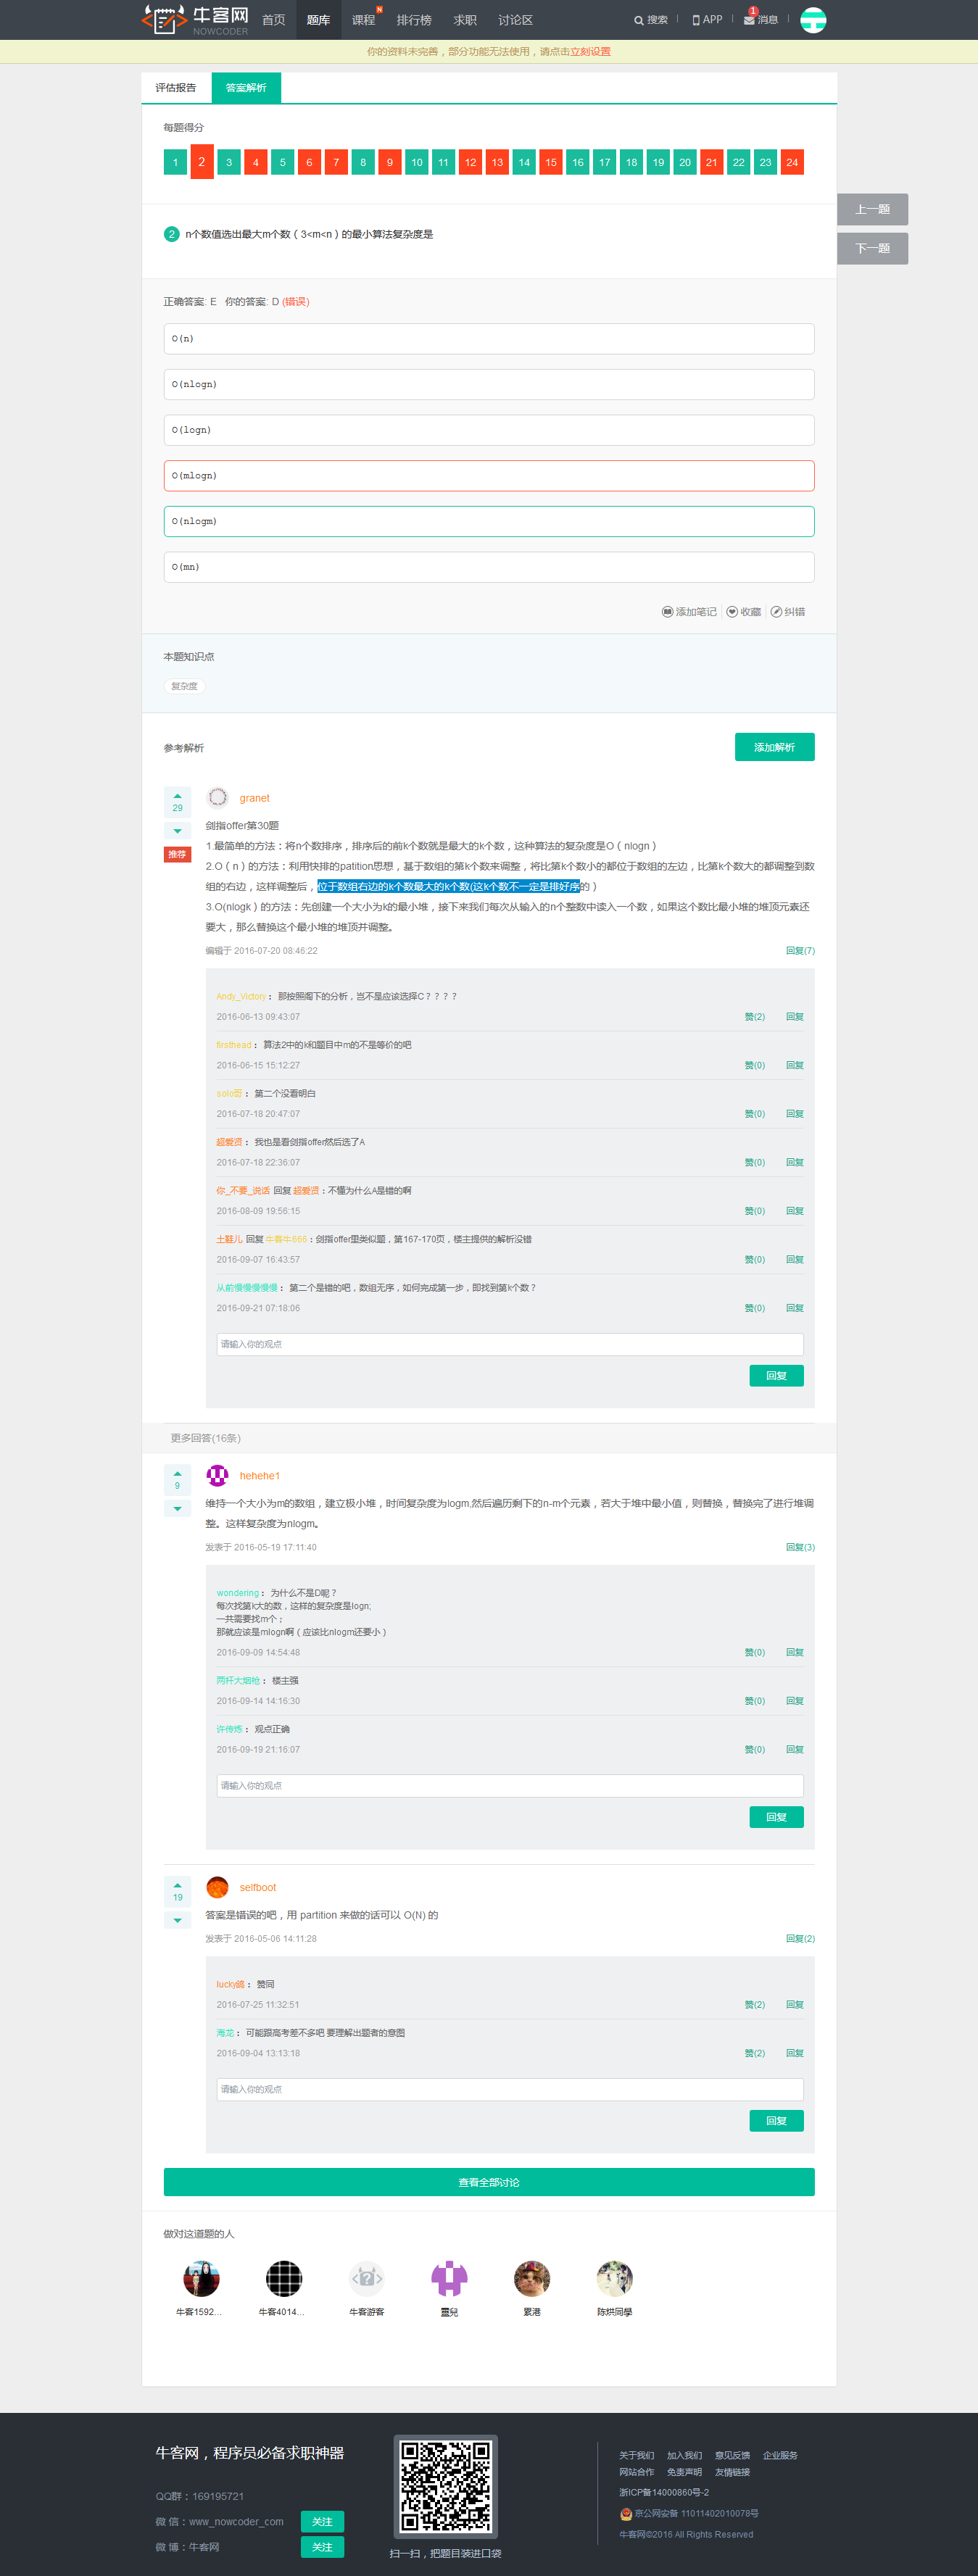 牛客网
NOWCODER
首页 题库 课程 N 排行榜 求职 讨论区 搜索 APP 消息 1
你的资料未完善，部分功能无法使用，请点击立刻设置
评估报告 答案解析
每题得分
1 2 3 4 5 6 7 8 9 10 11 12 13 14 15 16 17 18 19 20 21 22 23 24
上一题
2 n个数值选出最大m个数（3<m<n）的最小算法复杂度是
下一题
正确答案: E 你的答案: D (错误)
O(n)
O(nlogn)
O(logn)
O(mlogn)
O(nlogm)
O(mn)
添加笔记 收藏 纠错
本题知识点
复杂度
参考解析 添加解析
29
granet
推荐
剑指offer第30题
1.最简单的方法：将n个数排序，排序后的前k个数就是最大的k个数，这种算法的复杂度是O（nlogn）
2.O（n）的方法：利用快排的patition思想，基于数组的第k个数来调整，将比第k个数小的都位于数组的左边，比第k个数大的都调整到数
组的右边，这样调整后，位于数组右边的k个数最大的k个数(这k个数不一定是排好序的）
3.O(nlogk）的方法：先创建一个大小为k的最小堆，接下来我们每次从输入的n个整数中读入一个数，如果这个数比最小堆的堆顶元素还
要大，那么替换这个最小堆的堆顶并调整。
编辑于 2016-07-20 08:46:22 回复(7)
Andy_Victory： 那按照阁下的分析，岂不是应该选择C？？？？
2016-06-13 09:43:07 赞(2) 回复
firsthead： 算法2中的k和题目中m的不是等价的吧
2016-06-15 15:12:27 赞(0) 回复
solo哥： 第二个没看明白
2016-07-18 20:47:07 赞(0) 回复
超爱贤： 我也是看剑指offer然后选了A
2016-07-18 22:36:07 赞(0) 回复
你_不要_说话 回复 超爱贤：不懂为什么A是错的啊
2016-08-09 19:56:15 赞(0) 回复
土鞋儿 回复 牛客牛666：剑指offer里类似题，第167-170页，楼主提供的解析没错
2016-09-07 16:43:57 赞(0) 回复
从前慢慢慢慢慢： 第二个是错的吧，数组无序，如何完成第一步，即找到第k个数？
2016-09-21 07:18:06 赞(0) 回复
请输入你的观点
回复
更多回答(16条)
9
hehehe1
维持一个大小为m的数组，建立极小堆，时间复杂度为logm,然后遍历剩下的n-m个元素，若大于堆中最小值，则替换，替换完了进行堆调
整。这样复杂度为nlogm。
发表于 2016-05-19 17:11:40 回复(3)
wondering： 为什么不是D呢？
每次找第k大的数，这样的复杂度是logn;
一共需要找m个；
那就应该是mlogn啊（应该比nlogm还要小）
2016-09-09 14:54:48 赞(0) 回复
两杆大烟枪： 楼主强
2016-09-14 14:16:30 赞(0) 回复
许传炼： 观点正确
2016-09-19 21:16:07 赞(0) 回复
请输入你的观点
回复
19
selfboot
答案是错误的吧，用 partition 来做的话可以 O(N) 的
发表于 2016-05-06 14:11:28 回复(2)
lucky鸽： 赞同
2016-07-25 11:32:51 赞(2) 回复
海龙： 可能跟高考差不多吧 要理解出题者的意图
2016-09-04 13:13:18 赞(2) 回复
请输入你的观点
回复
查看全部讨论
做对这道题的人
牛客1592... 牛客4014... 牛客游客 薑兒 累港 陈烘同学
牛客网，程序员必备求职神器
QQ群：169195721
微 信：www_nowcoder_com 关注
微 博：牛客网 关注
扫一扫，把题目装进口袋
关于我们 加入我们 意见反馈 企业服务
网站合作 免责声明 友情链接
浙ICP备14000860号-2
京公网安备 11011402010078号
牛客网©2016 All Rights Reserved